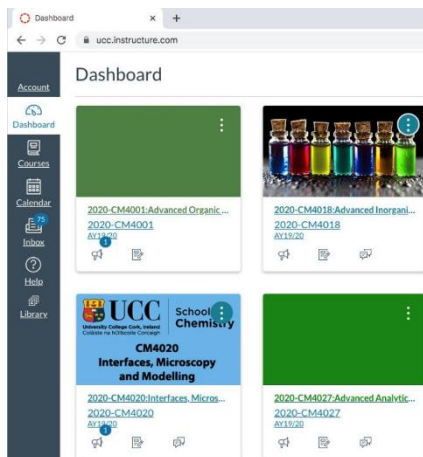 Dashboard
ucc.instructure.com
Dashboard
Account
Dashboard
Courses
Calendar
75
Inbox
Help
Library
2020-CM4001:Advanced Organic ...
2020-CM4001
AY19/20
1
2020-CM4018:Advanced Inorgani...
2020-CM4018
AY19/20
UCC
University College Cork, Ireland
Coláiste na hOllscoile Corcaigh
School of
Chemistry
CM4020
Interfaces, Microscopy
and Modelling
2020-CM4020:Interfaces, Micros...
2020-CM4020
AY19/20
1
2020-CM4027:Advanced Analytic...
2020-CM4027
AY19/20